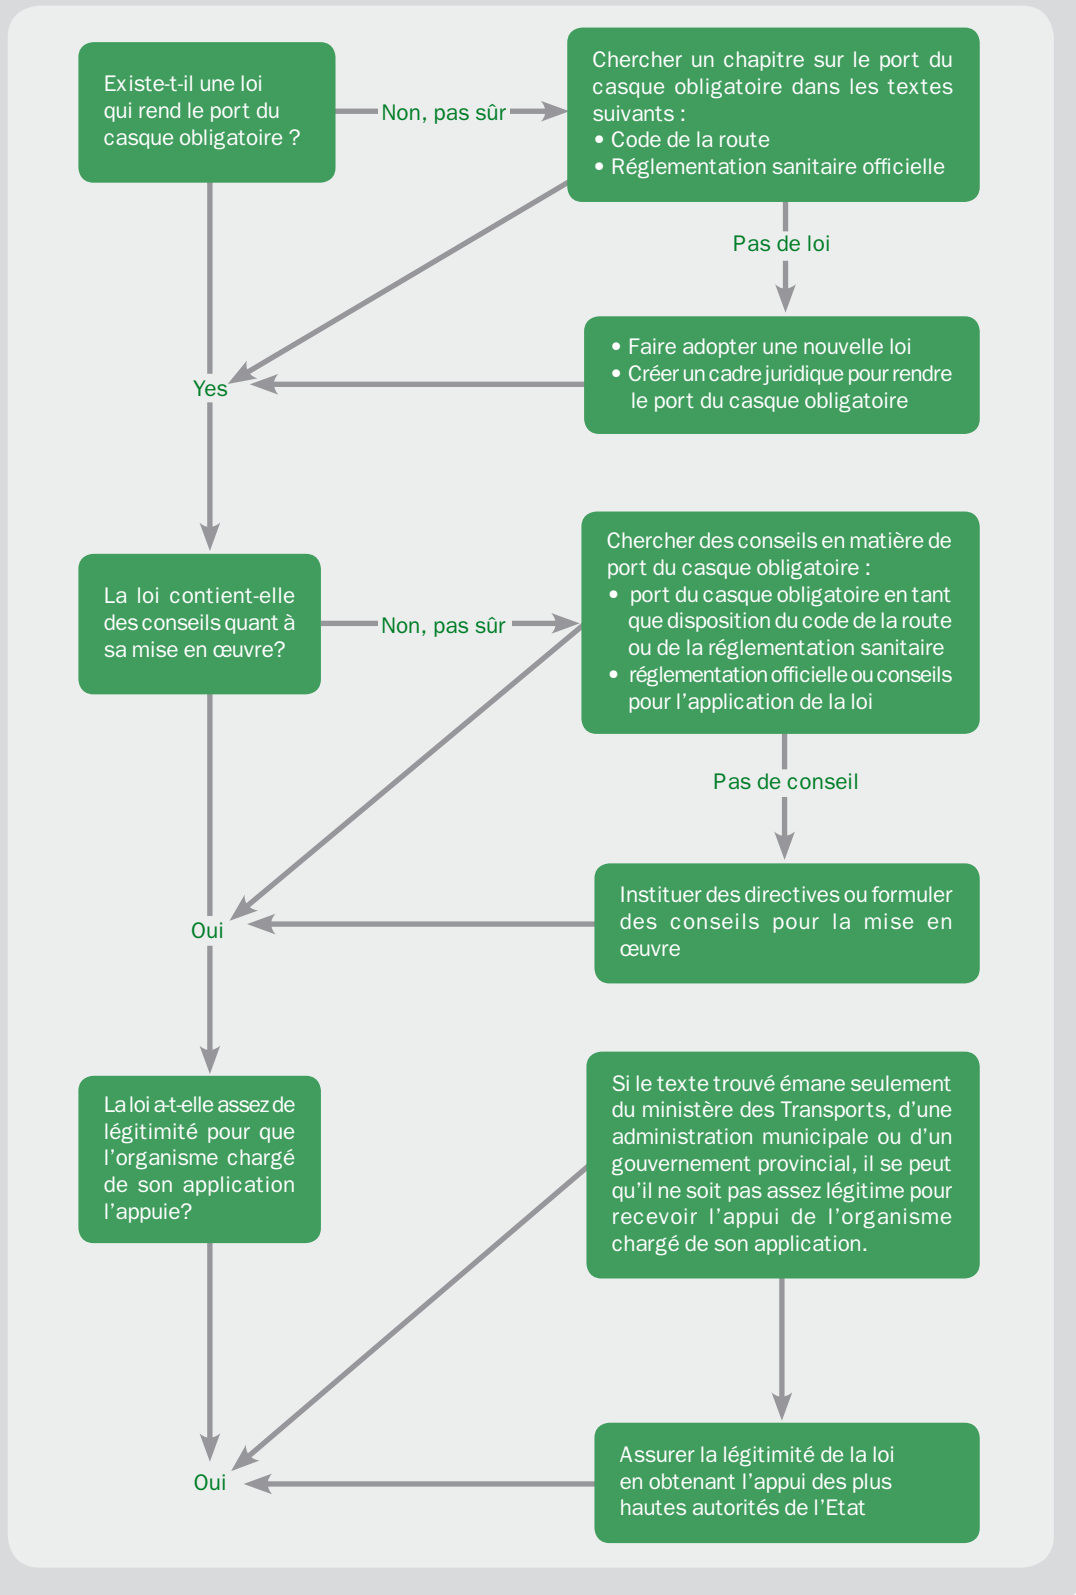 Existe-t-il une loi
qui rend le port du
casque obligatoire ?
Non, pas sûr
Chercher un chapitre sur le port du
casque obligatoire dans les textes
suivants :
• Code de la route
• Réglementation sanitaire officielle
Pas de loi
• Faire adopter une nouvelle loi
• Créer un cadre juridique pour rendre
le port du casque obligatoire
Yes
La loi contient-elle
des conseils quant à
sa mise en œuvre?
Non, pas sûr
Chercher des conseils en matière de
port du casque obligatoire :
• port du casque obligatoire en tant
que disposition du code de la route
ou de la réglementation sanitaire
• réglementation officielle ou conseils
pour l’application de la loi
Pas de conseil
Instituer des directives ou formuler
des conseils pour la mise en
œuvre
Oui
La loi a-t-elle assez de
légitimité pour que
l’organisme chargé
de son application
l’appuie?
Si le texte trouvé émane seulement
du ministère des Transports, d’une
administration municipale ou d’un
gouvernement provincial, il se peut
qu’il ne soit pas assez légitime pour
recevoir l’appui de l’organisme
chargé de son application.
Assurer la légitimité de la loi
en obtenant l’appui des plus
hautes autorités de l’Etat
Oui